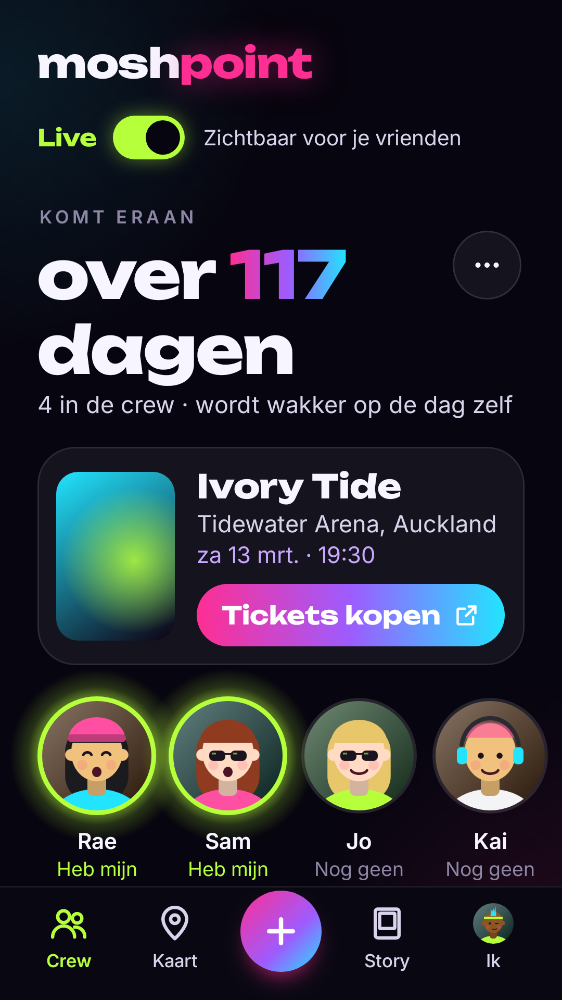 moshpoint
Live Zichtbaar voor je vrienden
KOMT ERAAN
over 117
dagen
4 in de crew · wordt wakker op de dag zelf
Ivory Tide
Tidewater Arena, Auckland
za 13 mrt. · 19:30
Tickets kopen
Rae Sam Jo Kai
Heb mijn Heb mijn Nog geen Nog geen
Crew Kaart Story Ik